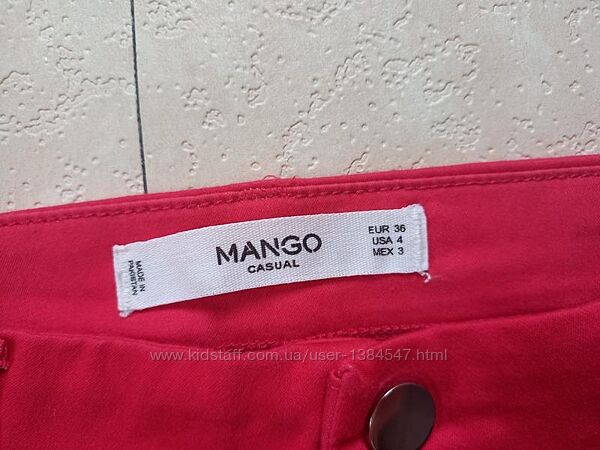 MADE IN
PAKISTAN
MANGO
CASUAL
EUR 36
USA 4
MEX 3
www.kidstaff.com.ua/user-1384547.html